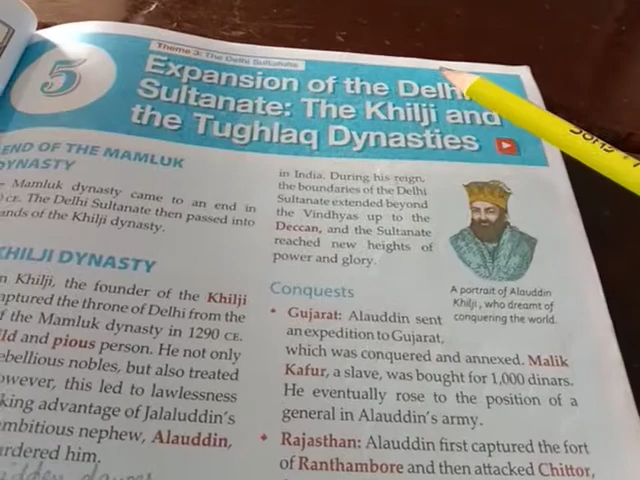 Theme 3: The Delhi Sultanate
5
Expansion of the Delhi
Sultanate: The Khilji and
the Tughlaq Dynasties
END OF THE MAMLUK
DYNASTY
Mamluk dynasty came to an end in
CE. The Delhi Sultanate then passed into
ands of the Khilji dynasty.
KHILJI DYNASTY
n Khilji, the founder of the Khilji
aptured the throne of Delhi from the
f the Mamluk dynasty in 1290 CE.
ild and pious person. He not only
ebellious nobles, but also treated
owever, this led to lawlessness
king advantage of Jalaluddin's
mbitious nephew, Alauddin,
urdered him.
in India. During his reign,
the boundaries of the Delhi
Sultanate extended beyond
the Vindhyas up to the
Deccan, and the Sultanate
reached new heights of
power and glory.
A portrait of Alauddin
Khilji, who dreamt of
conquering the world.
Conquests
• Gujarat: Alauddin sent
an expedition to Gujarat,
which was conquered and annexed. Malik
Kafur, a slave, was bought for 1,000 dinars.
He eventually rose to the position of a
general in Alauddin's army.
• Rajasthan: Alauddin first captured the fort
of Ranthambore and then attacked Chittor,